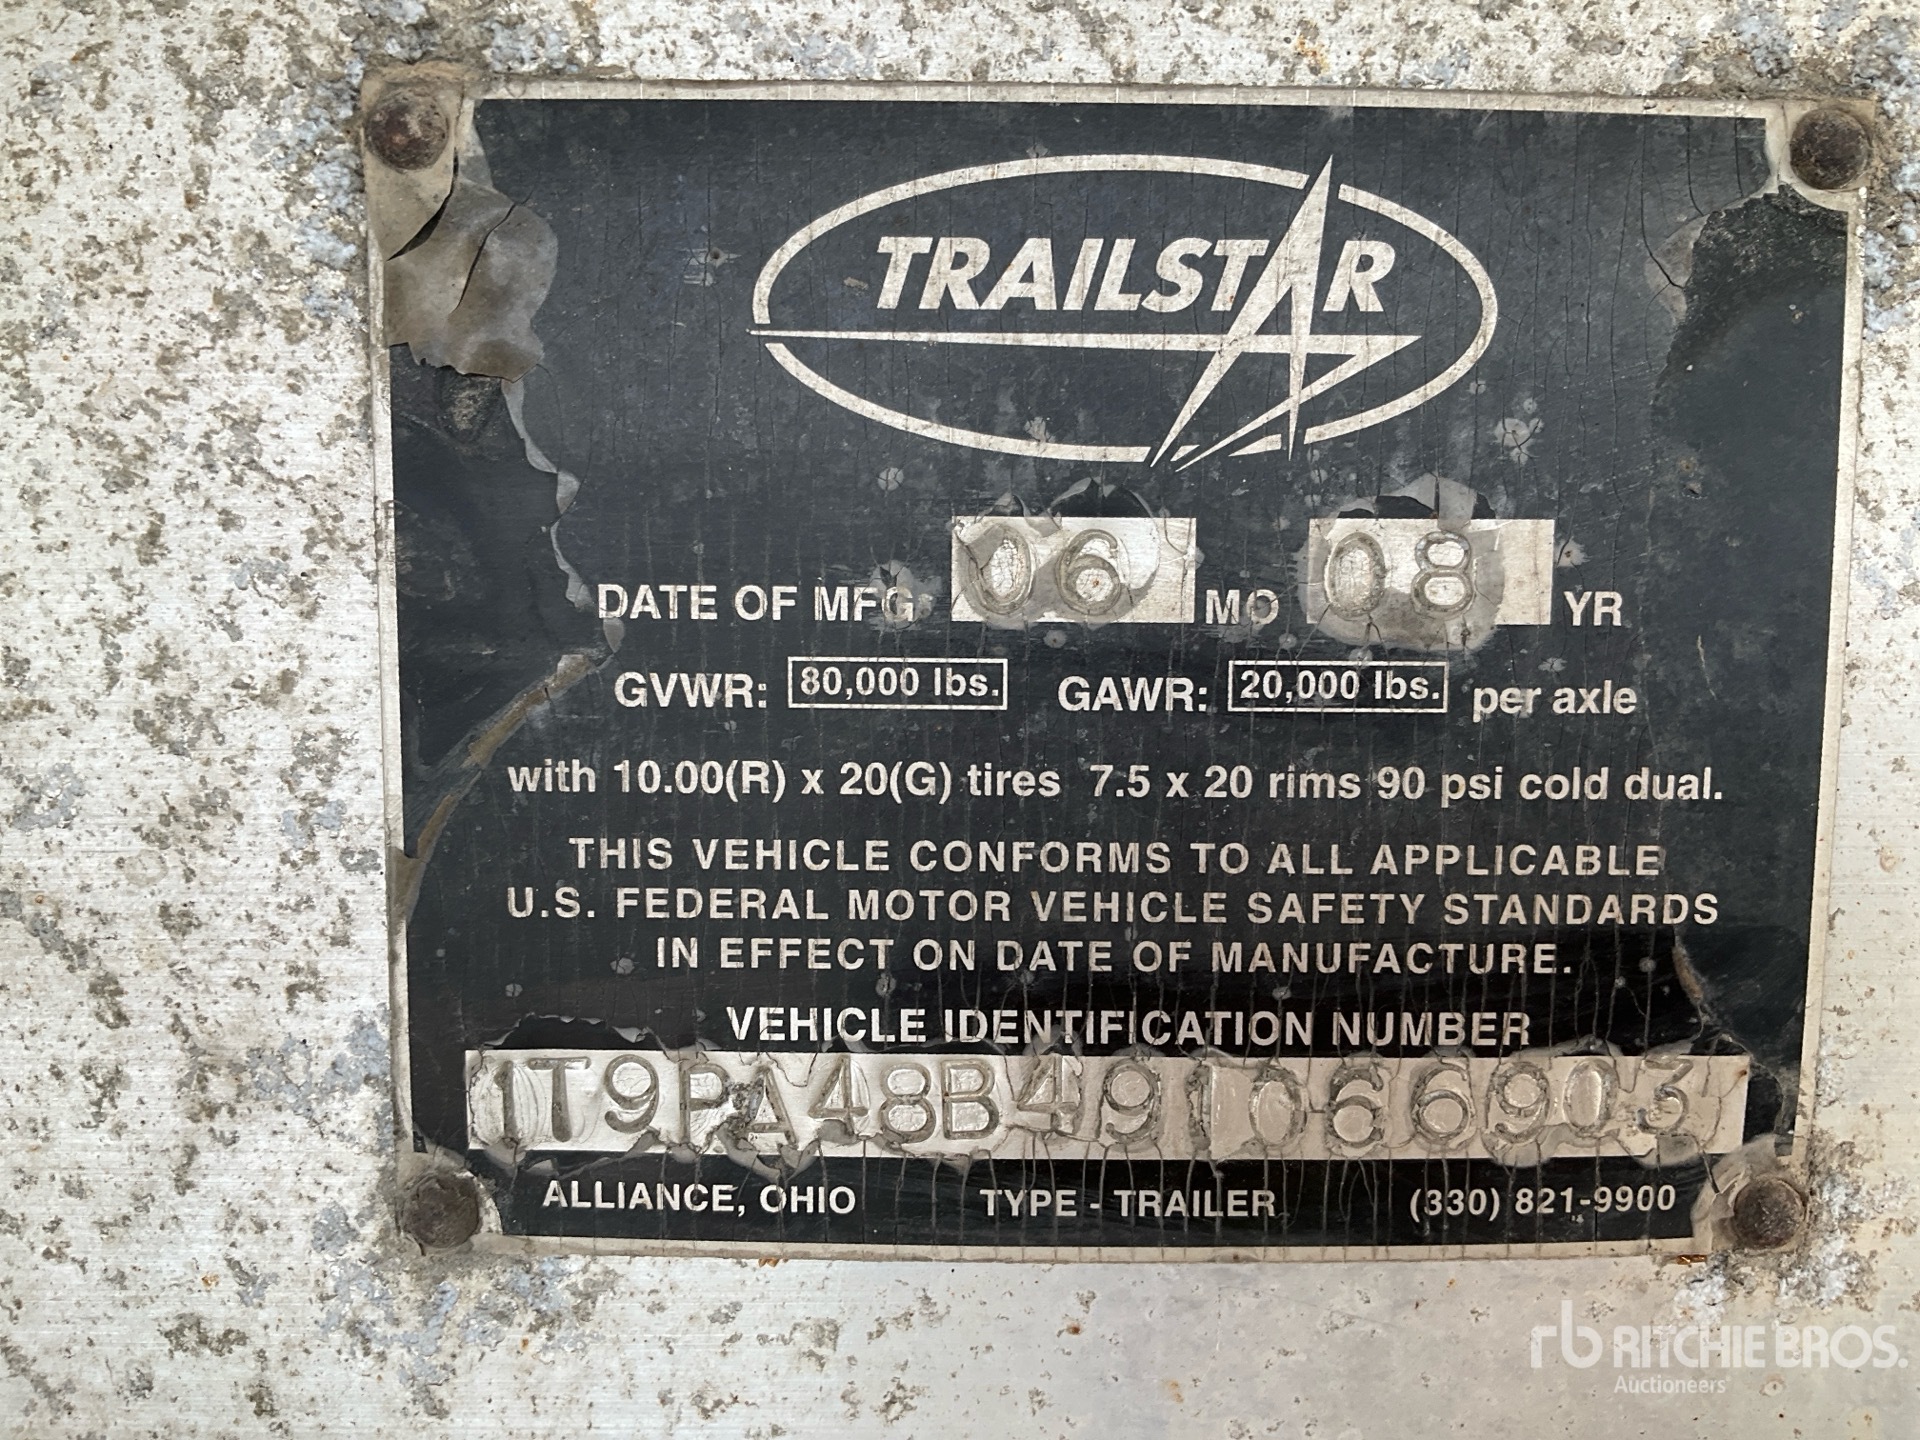 TRAILSTAR
DATE OF MFG 06 MO 08 YR
GVWR: 80,000 lbs. GAWR: 20,000 lbs. per axle
with 10.00(R) x 20(G) tires 7.5 x 20 rims 90 psi cold dual.
THIS VEHICLE CONFORMS TO ALL APPLICABLE
U.S. FEDERAL MOTOR VEHICLE SAFETY STANDARDS
IN EFFECT ON DATE OF MANUFACTURE.
VEHICLE IDENTIFICATION NUMBER
1T9PA48B491066903
ALLIANCE, OHIO TYPE - TRAILER (330) 821-9900
rb RITCHIE BROS.
Auctioneers